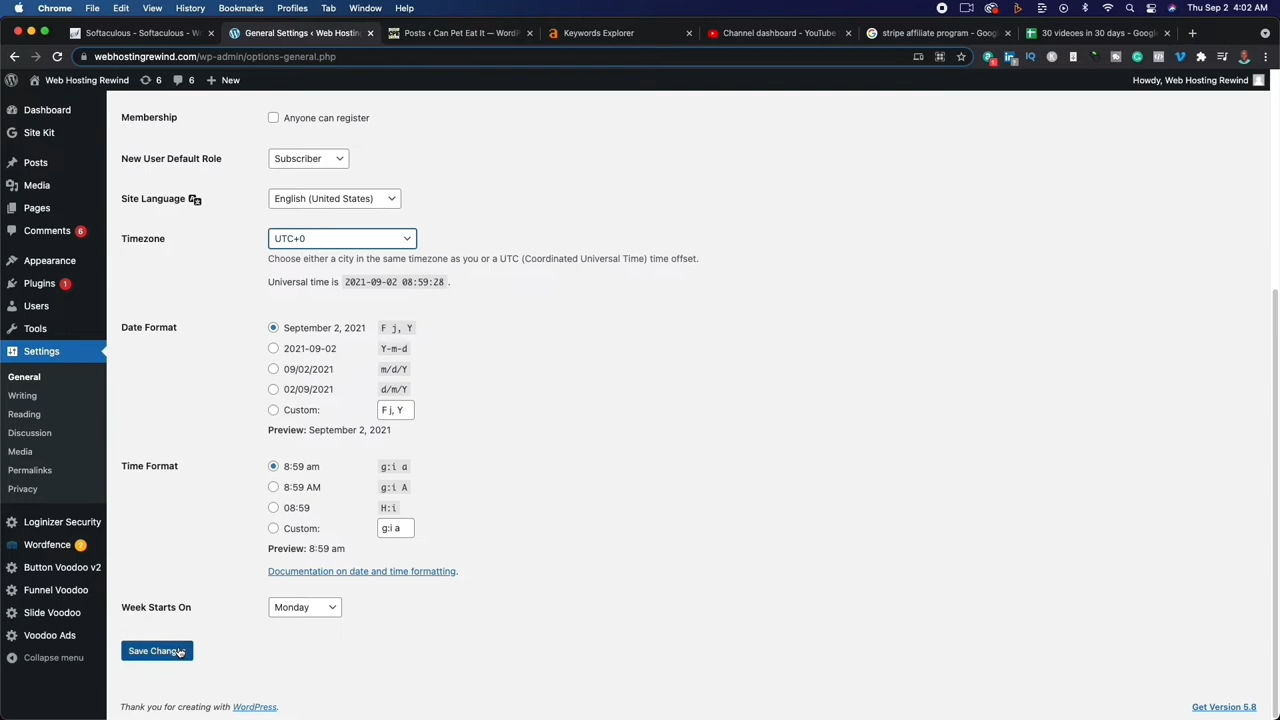 Chrome File Edit View History Bookmarks Profiles Tab Window Help Thu Sep 2 4:02 AM
Softaculous - Softaculous - W × General Settings ‹ Web Hostin × Posts ‹ Can Pet Eat It — WordP × Keywords Explorer × Channel dashboard - YouTube × stripe affiliate program - Goog × 30 videoes in 30 days - Google ×
webhostingrewind.com/wp-admin/options-general.php
Web Hosting Rewind 6 6 + New Howdy, Web Hosting Rewind
Dashboard
Site Kit
Posts
Media
Pages
Comments 6
Appearance
Plugins 1
Users
Tools
Settings
General
Writing
Reading
Discussion
Media
Permalinks
Privacy
Loginizer Security
Wordfence 2
Button Voodoo v2
Funnel Voodoo
Slide Voodoo
Voodoo Ads
Collapse menu
Membership Anyone can register
New User Default Role Subscriber
Site Language English (United States)
Timezone UTC+0
Choose either a city in the same timezone as you or a UTC (Coordinated Universal Time) time offset.
Universal time is 2021-09-02 08:59:28 .
Date Format September 2, 2021 F j, Y
2021-09-02 Y-m-d
09/02/2021 m/d/Y
02/09/2021 d/m/Y
Custom: F j, Y
Preview: September 2, 2021
Time Format 8:59 am g:i a
8:59 AM g:i A
08:59 H:i
Custom: g:i a
Preview: 8:59 am
Documentation on date and time formatting.
Week Starts On Monday
Save Changes
Thank you for creating with WordPress. Get Version 5.8